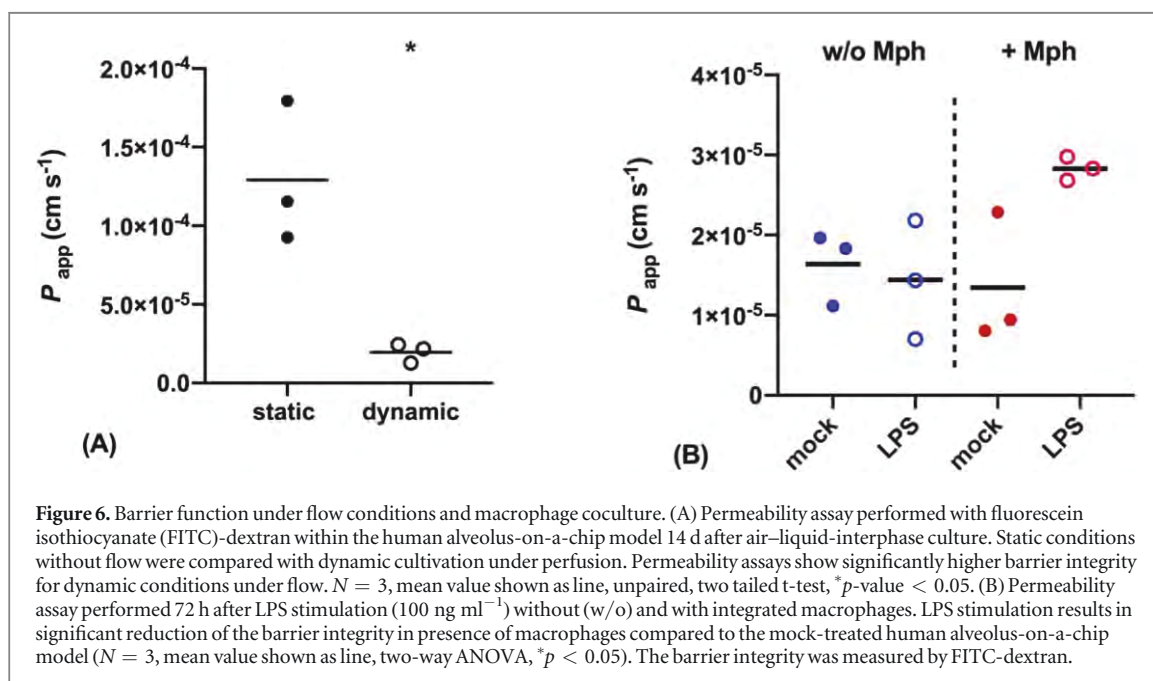 *
2.0×10⁻⁴
1.5×10⁻⁴
1.0×10⁻⁴
5.0×10⁻⁵
0.0
P app (cm s⁻¹)
static dynamic
(A)
w/o Mph + Mph
4×10⁻⁵
3×10⁻⁵
2×10⁻⁵
1×10⁻⁵
0
P app (cm s⁻¹)
mock LPS mock LPS
(B)
Figure 6. Barrier function under flow conditions and macrophage coculture. (A) Permeability assay performed with fluorescein
isothiocyanate (FITC)-dextran within the human alveolus-on-a-chip model 14 d after air–liquid-interphase culture. Static conditions
without flow were compared with dynamic cultivation under perfusion. Permeability assays show significantly higher barrier integrity
for dynamic conditions under flow. N = 3, mean value shown as line, unpaired, two tailed t-test, *p-value < 0.05. (B) Permeability
assay performed 72 h after LPS stimulation (100 ng ml⁻¹) without (w/o) and with integrated macrophages. LPS stimulation results in
significant reduction of the barrier integrity in presence of macrophages compared to the mock-treated human alveolus-on-a-chip
model (N = 3, mean value shown as line, two-way ANOVA, *p < 0.05). The barrier integrity was measured by FITC-dextran.